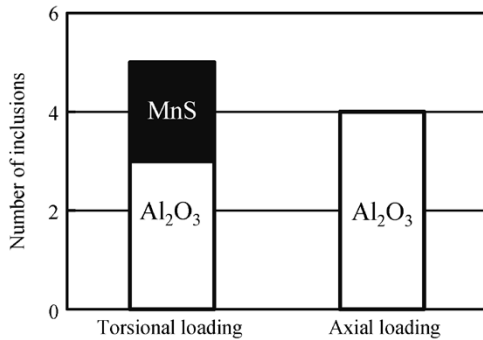 Number of inclusions
6
4
2
0
MnS
Al₂O₃
Al₂O₃
Torsional loading
Axial loading